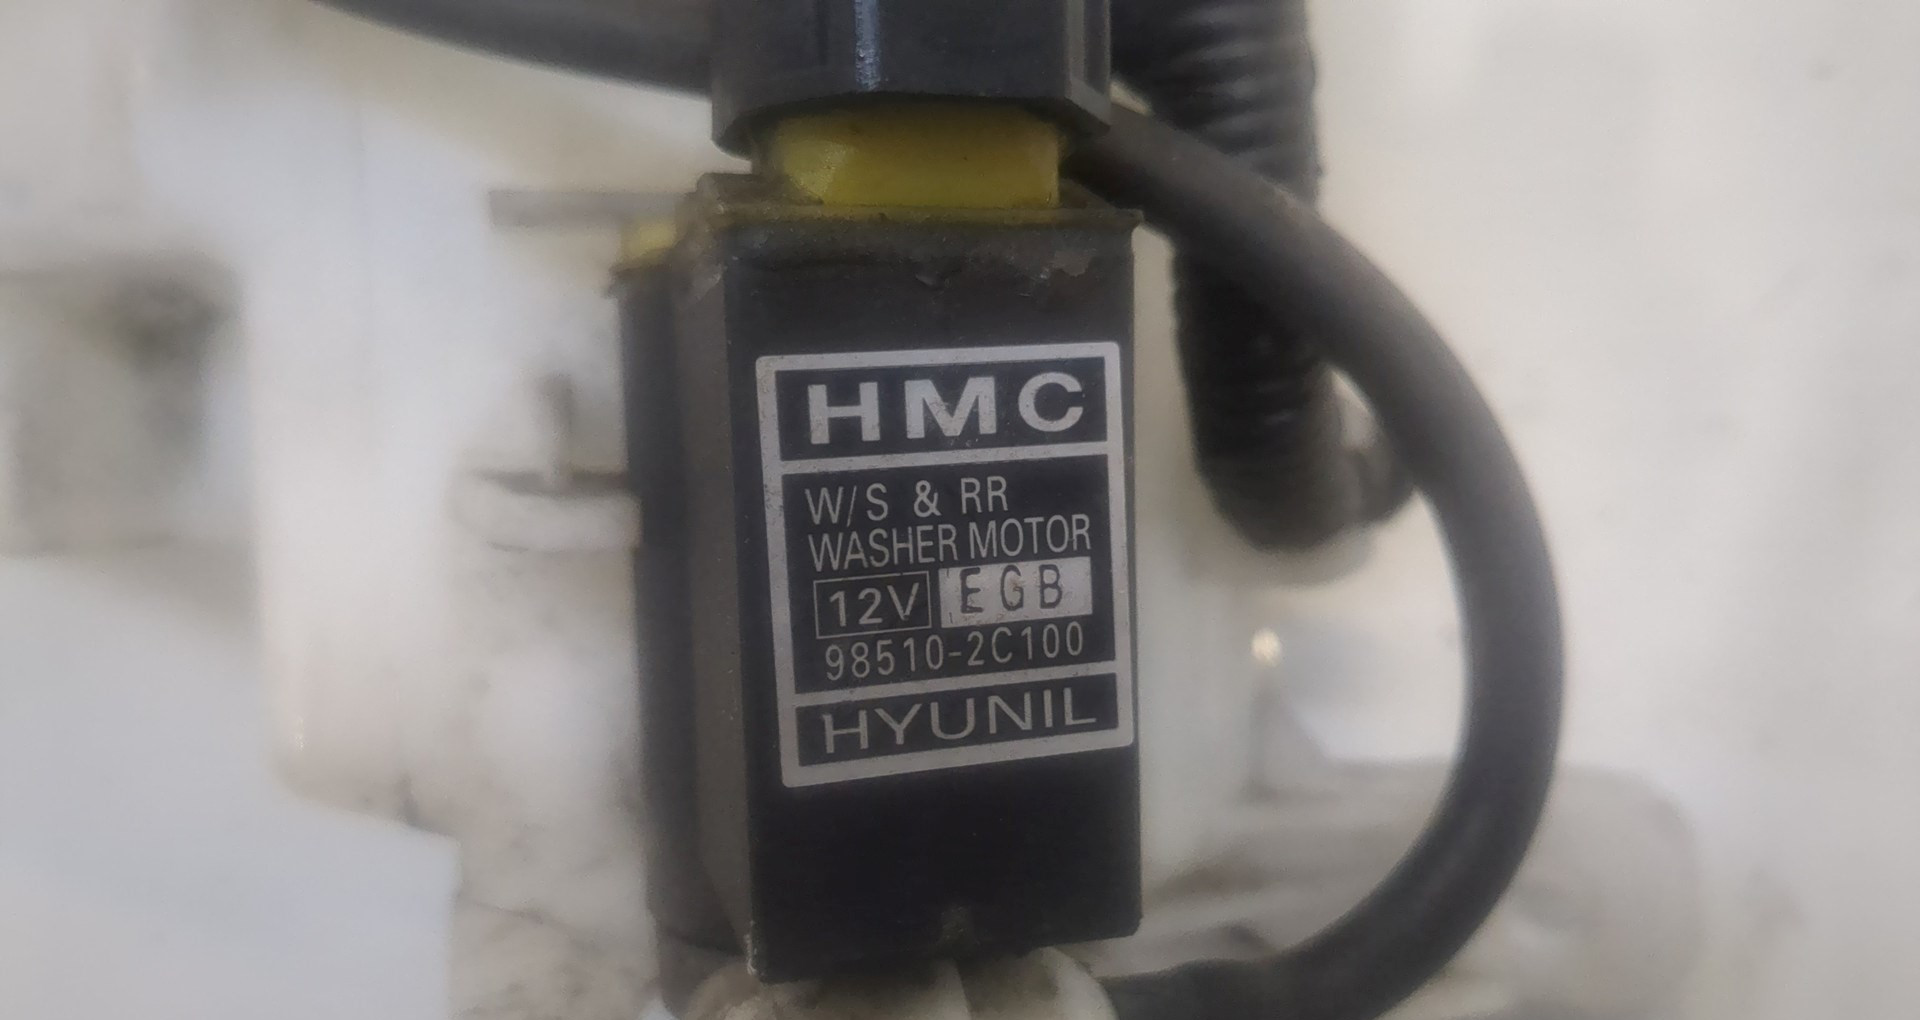 HMC
W/S & RR
WASHER MOTOR
12V EGB
98510-2C100
HYUNIL